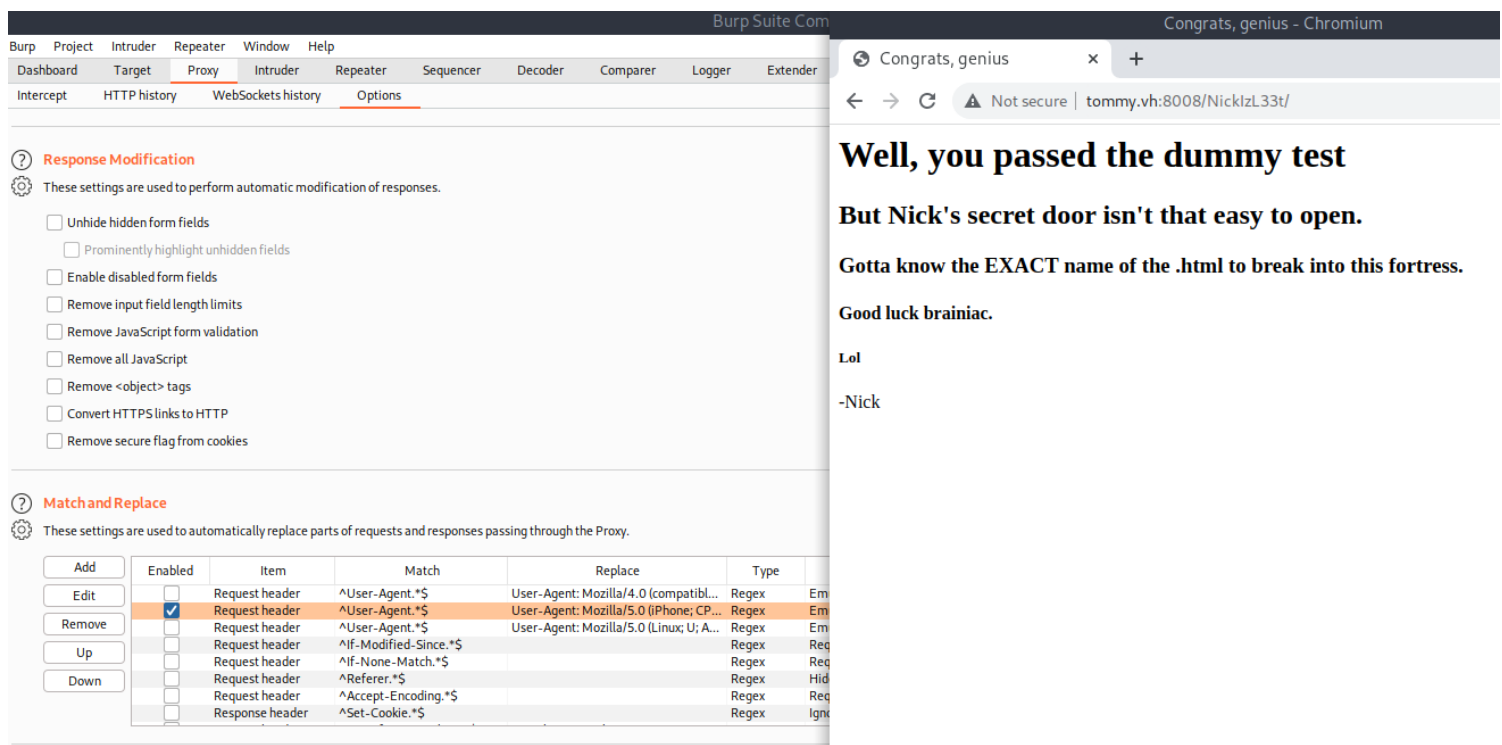 Burp Suite Com
Burp Project Intruder Repeater Window Help
Dashboard Target Proxy Intruder Repeater Sequencer Decoder Comparer Logger Extender
Intercept HTTP history WebSockets history Options
Response Modification
These settings are used to perform automatic modification of responses.
Unhide hidden form fields
Prominently highlight unhidden fields
Enable disabled form fields
Remove input field length limits
Remove JavaScript form validation
Remove all JavaScript
Remove <object> tags
Convert HTTPS links to HTTP
Remove secure flag from cookies
Match and Replace
These settings are used to automatically replace parts of requests and responses passing through the Proxy.
Add
Edit
Remove
Up
Down
Enabled Item Match Replace Type
Request header ^User-Agent.*$ User-Agent: Mozilla/4.0 (compatibl... Regex Em
Request header ^User-Agent.*$ User-Agent: Mozilla/5.0 (iPhone; CP... Regex Em
Request header ^User-Agent.*$ User-Agent: Mozilla/5.0 (Linux; U; A... Regex Em
Request header ^If-Modified-Since.*$ Regex Req
Request header ^If-None-Match.*$ Regex Req
Request header ^Referer.*$ Regex Hid
Request header ^Accept-Encoding.*$ Regex Req
Response header ^Set-Cookie.*$ Regex Igno
Congrats, genius - Chromium
Congrats, genius
Not secure | tommy.vh:8008/NickIzL33t/
Well, you passed the dummy test
But Nick's secret door isn't that easy to open.
Gotta know the EXACT name of the .html to break into this fortress.
Good luck brainiac.
Lol
-Nick